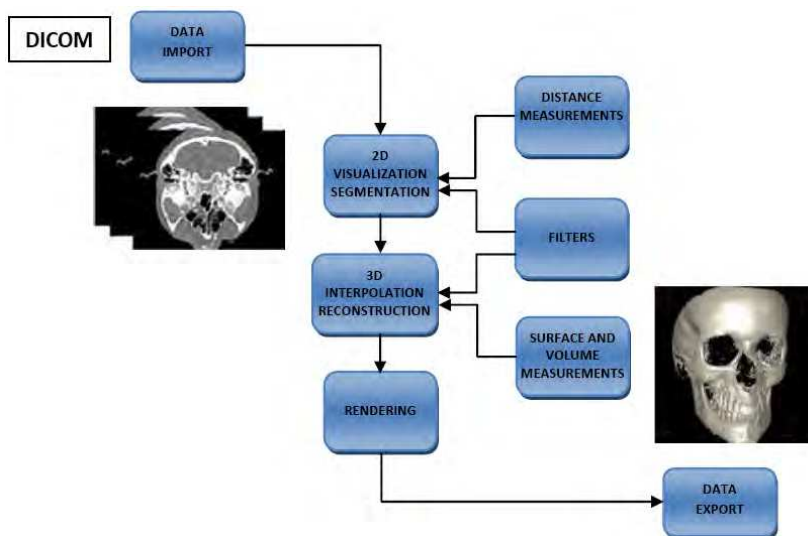 DICOM
DATA
IMPORT
DISTANCE
MEASUREMENTS
2D
VISUALIZATION
SEGMENTATION
FILTERS
3D
INTERPOLATION
RECONSTRUCTION
SURFACE AND
VOLUME
MEASUREMENTS
RENDERING
DATA
EXPORT